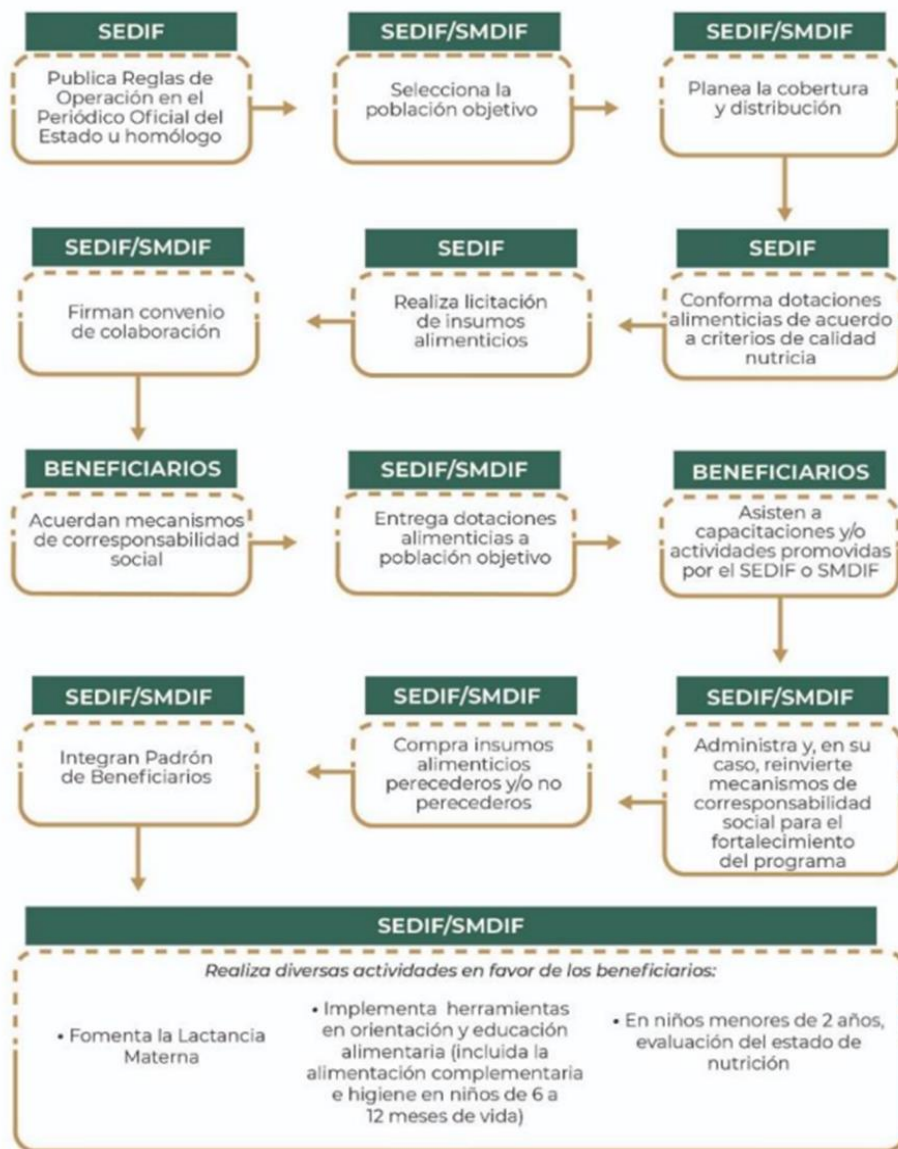 SEDIF
Publica Reglas de
Operación en el
Periódico Oficial del
Estado u homólogo
SEDIF/SMDIF
Selecciona la
población objetivo
SEDIF/SMDIF
Planea la cobertura
y distribución
SEDIF
Conforma dotaciones
alimenticias de acuerdo
a criterios de calidad
nutricia
SEDIF
Realiza licitación
de insumos
alimenticios
SEDIF/SMDIF
Firman convenio
de colaboración
BENEFICIARIOS
Acuerdan mecanismos
de corresponsabilidad
social
SEDIF/SMDIF
Entrega dotaciones
alimenticias a
población objetivo
BENEFICIARIOS
Asisten a
capacitaciones y/o
actividades promovidas
por el SEDIF o SMDIF
SEDIF/SMDIF
Administra y, en su
caso, reinvierte
mecanismos de
corresponsabilidad
social para el
fortalecimiento
del programa
SEDIF/SMDIF
Compra insumos
alimenticios
perecederos y/o no
perecederos
SEDIF/SMDIF
Integran Padrón
de Beneficiarios
SEDIF/SMDIF
Realiza diversas actividades en favor de los beneficiarios:
• Fomenta la Lactancia
Materna
• Implementa herramientas
en orientación y educación
alimentaria (incluida la
alimentación complementaria
e higiene en niños de 6 a
12 meses de vida)
• En niños menores de 2 años,
evaluación del estado de
nutrición